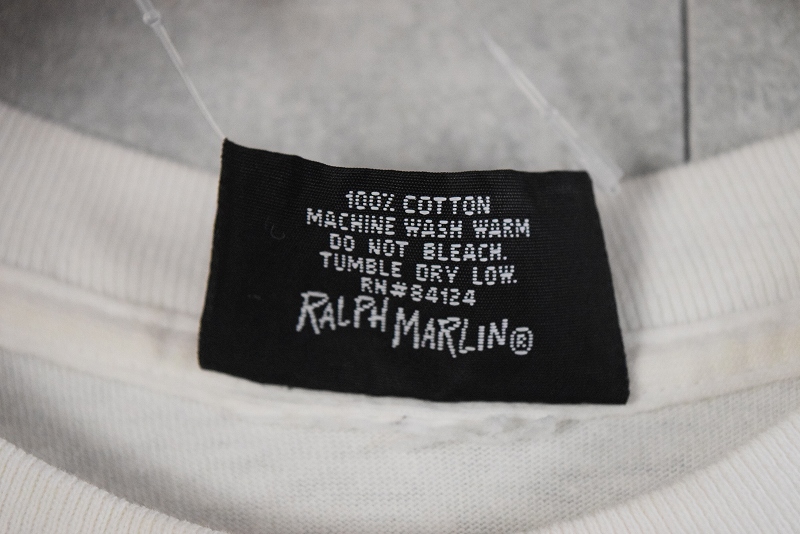 100% COTTON
MACHINE WASH WARM
DO NOT BLEACH.
TUMBLE DRY LOW.
RN#84124
RALPH MARLIN®